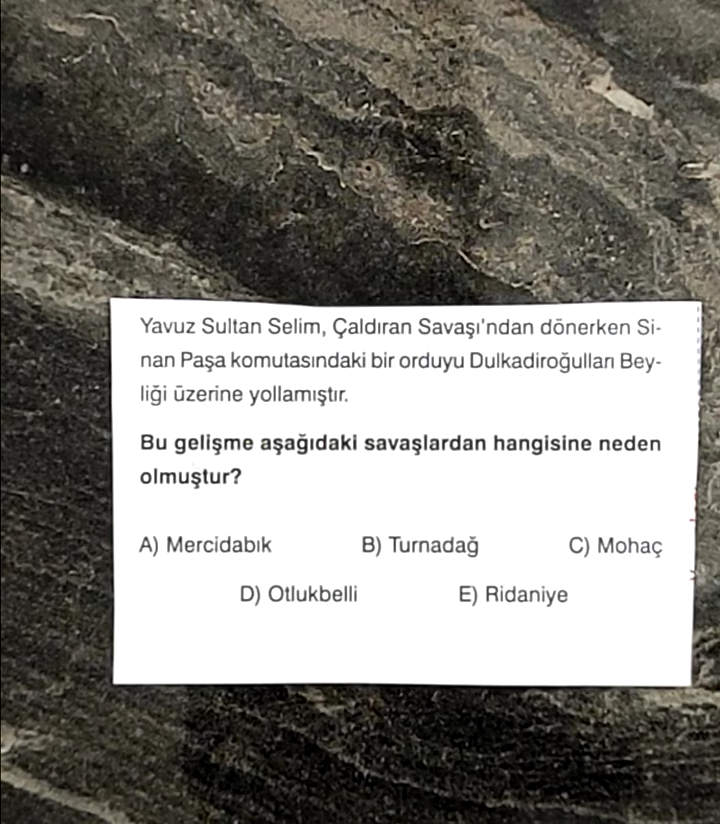 Yavuz Sultan Selim, Çaldıran Savaşı'ndan dönerken Si-
nan Paşa komutasındaki bir orduyu Dulkadiroğulları Bey-
liği üzerine yollamıştır.
Bu gelişme aşağıdaki savaşlardan hangisine neden
olmuştur?
A) Mercidabık B) Turnadağ C) Mohaç
D) Otlukbelli E) Ridaniye